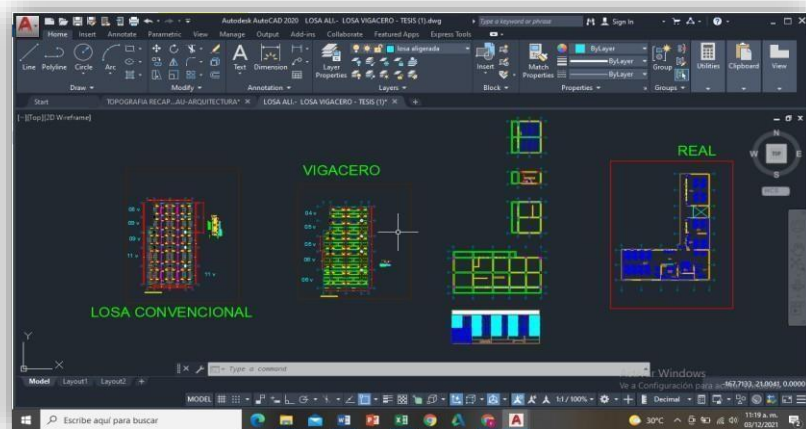 Autodesk AutoCAD 2020 LOSA ALI.- LOSA VIGACERO - TESIS (1).dwg
Type a keyword or phrase
Sign In
Home Insert Annotate Parametric View Manage Output Add-ins Collaborate Featured Apps Express Tools
losa aligerada
ByLayer
ByLayer
ByLayer
Line Polyline Circle Arc
Text Dimension
Layer Properties
Insert
Match Properties
Group
Utilities Clipboard View
Draw Modify Annotation Layers Block Properties Groups
Start TOPOGRAFIA RECAP...AU-ARQUITECTURA* LOSA ALI.- LOSA VIGACERO - TESIS (1)*
[-][Top][2D Wireframe]
N
W TOP E
S
WCS
REAL
VIGACERO
LOSA CONVENCIONAL
11 v
11 v
Y
X
Type a command
Windows
Ve a Configuración para
Model Layout1 Layout2
MODEL
1:1 / 100%
Decimal
Escribe aquí para buscar
30°C
11:19 a. m.
03/12/2021